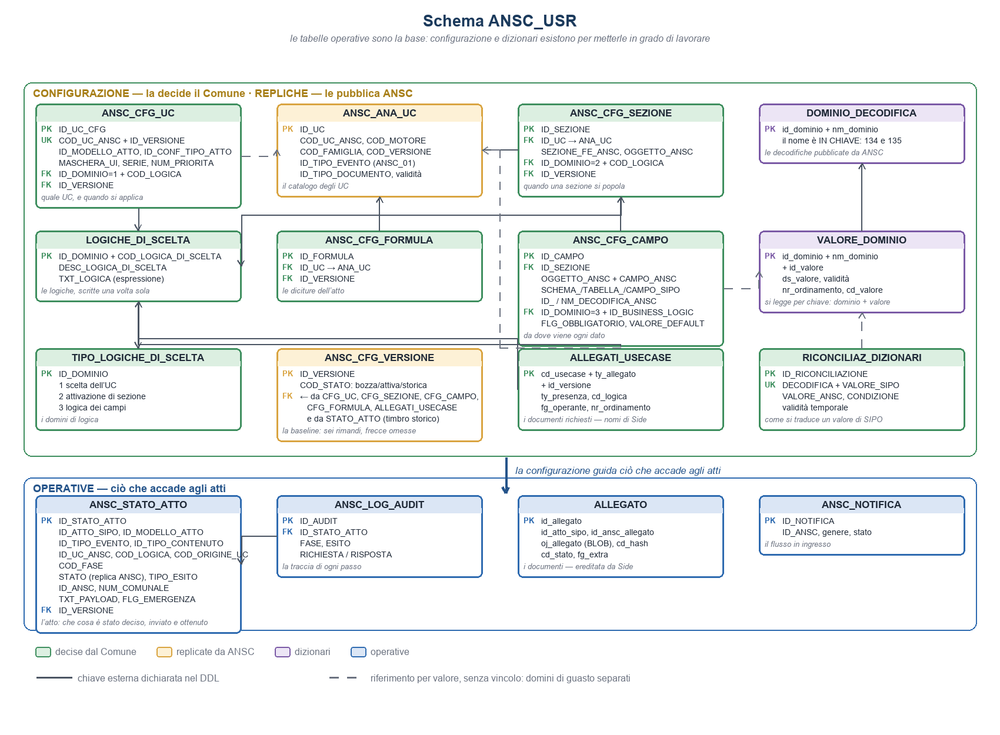 Schema ANSC_USR
le tabelle operative sono la base: configurazione e dizionari esistono per metterle in grado di lavorare
CONFIGURAZIONE — la decide il Comune · REPLICHE — le pubblica ANSC
ANSC_CFG_UC
PK ID_UC_CFG
UK COD_UC_ANSC + ID_VERSIONE
ID_MODELLO_ATTO, ID_CONF_TIPO_ATTO
MASCHERA_UI, SERIE, NUM_PRIORITA
FK ID_DOMINIO=1 + COD_LOGICA
FK ID_VERSIONE
quale UC, e quando si applica
ANSC_ANA_UC
PK ID_UC
COD_UC_ANSC, COD_MOTORE
COD_FAMIGLIA, COD_VERSIONE
ID_TIPO_EVENTO (ANSC_01)
ID_TIPO_DOCUMENTO, validità
il catalogo degli UC
ANSC_CFG_SEZIONE
PK ID_SEZIONE
FK ID_UC → ANA_UC
SEZIONE_FE_ANSC, OGGETTO_ANSC
FK ID_DOMINIO=2 + COD_LOGICA
FK ID_VERSIONE
quando una sezione si popola
DOMINIO_DECODIFICA
PK id_dominio + nm_dominio
il nome è IN CHIAVE: 134 e 135
le decodifiche pubblicate da ANSC
LOGICHE_DI_SCELTA
PK ID_DOMINIO + COD_LOGICA_DI_SCELTA
DESC_LOGICA_DI_SCELTA
TXT_LOGICA (espressione)
le logiche, scritte una volta sola
ANSC_CFG_FORMULA
PK ID_FORMULA
FK ID_UC → ANA_UC
FK ID_VERSIONE
le diciture dell'atto
ANSC_CFG_CAMPO
PK ID_CAMPO
FK ID_SEZIONE
OGGETTO_ANSC + CAMPO_ANSC
SCHEMA_/TABELLA_/CAMPO_SIPO
ID_ / NM_DECODIFICA_ANSC
FK ID_DOMINIO=3 + ID_BUSINESS_LOGIC
FLG_OBBLIGATORIO, VALORE_DEFAULT
da dove viene ogni dato
VALORE_DOMINIO
PK id_dominio + nm_dominio
+ id_valore
ds_valore, validità
nr_ordinamento, cd_valore
si legge per chiave: dominio + valore
TIPO_LOGICHE_DI_SCELTA
PK ID_DOMINIO
1 scelta dell'UC
2 attivazione di sezione
3 logica dei campi
i domini di logica
ANSC_CFG_VERSIONE
PK ID_VERSIONE
COD_STATO: bozza/attiva/storica
FK ← da CFG_UC, CFG_SEZIONE, CFG_CAMPO,
CFG_FORMULA, ALLEGATI_USECASE
e da STATO_ATTO (timbro storico)
la baseline: sei rimandi, frecce omesse
ALLEGATI_USECASE
PK cd_usecase + ty_allegato
+ id_versione
ty_presenza, cd_logica
fg_operante, nr_ordinamento
i documenti richiesti — nomi di Side
RICONCILIAZ_DIZIONARI
PK ID_RICONCILIAZIONE
UK DECODIFICA + VALORE_SIPO
VALORE_ANSC, CONDIZIONE
validità temporale
come si traduce un valore di SIPO
la configurazione guida ciò che accade agli atti
OPERATIVE — ciò che accade agli atti
ANSC_STATO_ATTO
PK ID_STATO_ATTO
ID_ATTO_SIPO, ID_MODELLO_ATTO
ID_TIPO_EVENTO, ID_TIPO_CONTENUTO
ID_UC_ANSC, COD_LOGICA, COD_ORIGINE_UC
COD_FASE
STATO (replica ANSC), TIPO_ESITO
ID_ANSC, NUM_COMUNALE
TXT_PAYLOAD, FLG_EMERGENZA
FK ID_VERSIONE
l'atto: che cosa è stato deciso, inviato e ottenuto
ANSC_LOG_AUDIT
PK ID_AUDIT
FK ID_STATO_ATTO
FASE, ESITO
RICHIESTA / RISPOSTA
la traccia di ogni passo
ALLEGATO
PK id_allegato
id_atto_sipo, id_ansc_allegato
oj_allegato (BLOB), cd_hash
cd_stato, fg_extra
i documenti — ereditata da Side
ANSC_NOTIFICA
PK ID_NOTIFICA
ID_ANSC, genere, stato
il flusso in ingresso
decise dal Comune
replicate da ANSC
dizionari
operative
chiave esterna dichiarata nel DDL
riferimento per valore, senza vincolo: domini di guasto separati